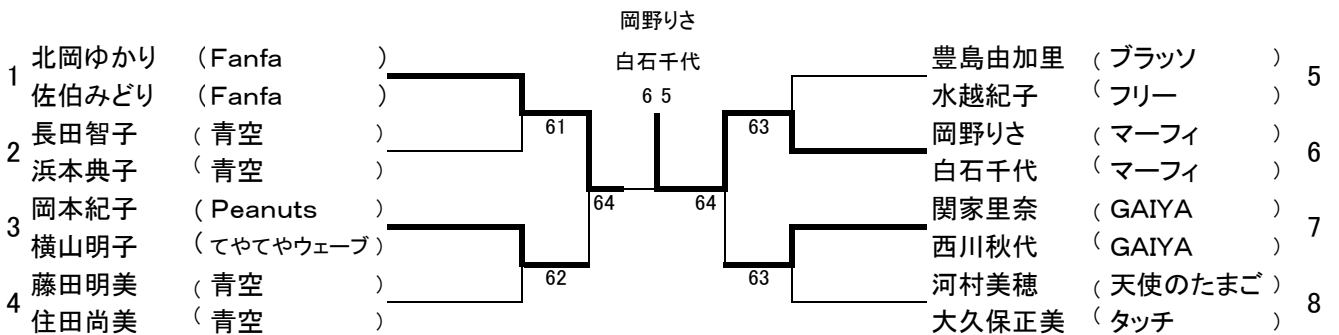 岡野りさ
白石千代
6 5
1 北岡ゆかり (Fanfa )
佐伯みどり (Fanfa )
2 長田智子 (青空 )
浜本典子 (青空 )
3 岡本紀子 (Peanuts )
横山明子 (てやてやウェーブ)
4 藤田明美 (青空 )
住田尚美 (青空 )
61
62
64
63
64
63
豊島由加里 (ブラッソ ) 5
水越紀子 (フリー )
岡野りさ (マーフィ ) 6
白石千代 (マーフィ )
関家里奈 (GAIYA ) 7
西川秋代 (GAIYA )
河村美穂 (天使のたまご) 8
大久保正美 (タッチ )